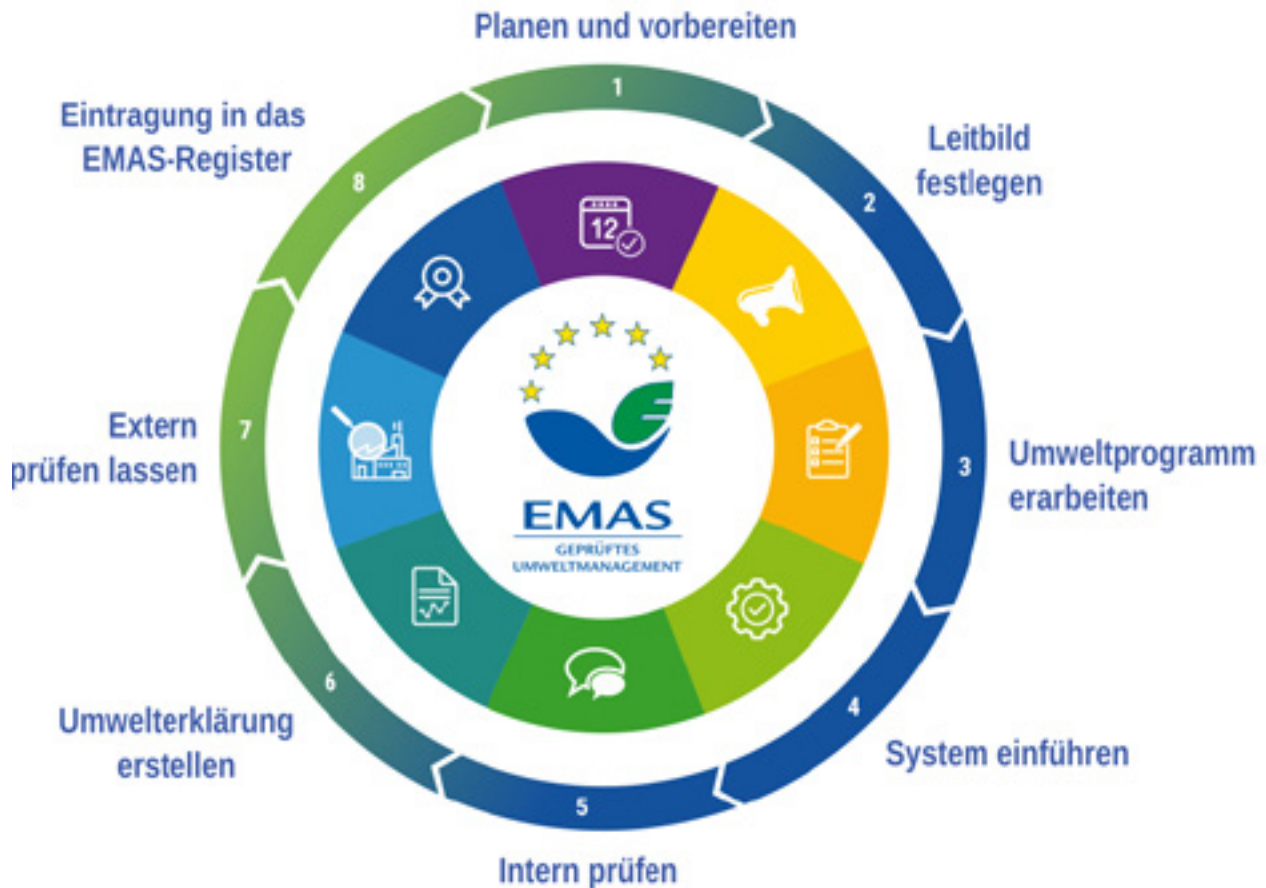 Planen und vorbereiten
1
Leitbild
festlegen
2
Umweltprogramm
erarbeiten
3
System einführen
4
Intern prüfen
5
Umwelterklärung
erstellen
6
Extern
prüfen lassen
7
Eintragung in das
EMAS-Register
8
12
E
EMAS
GEPRÜFTES
UMWELTMANAGEMENT